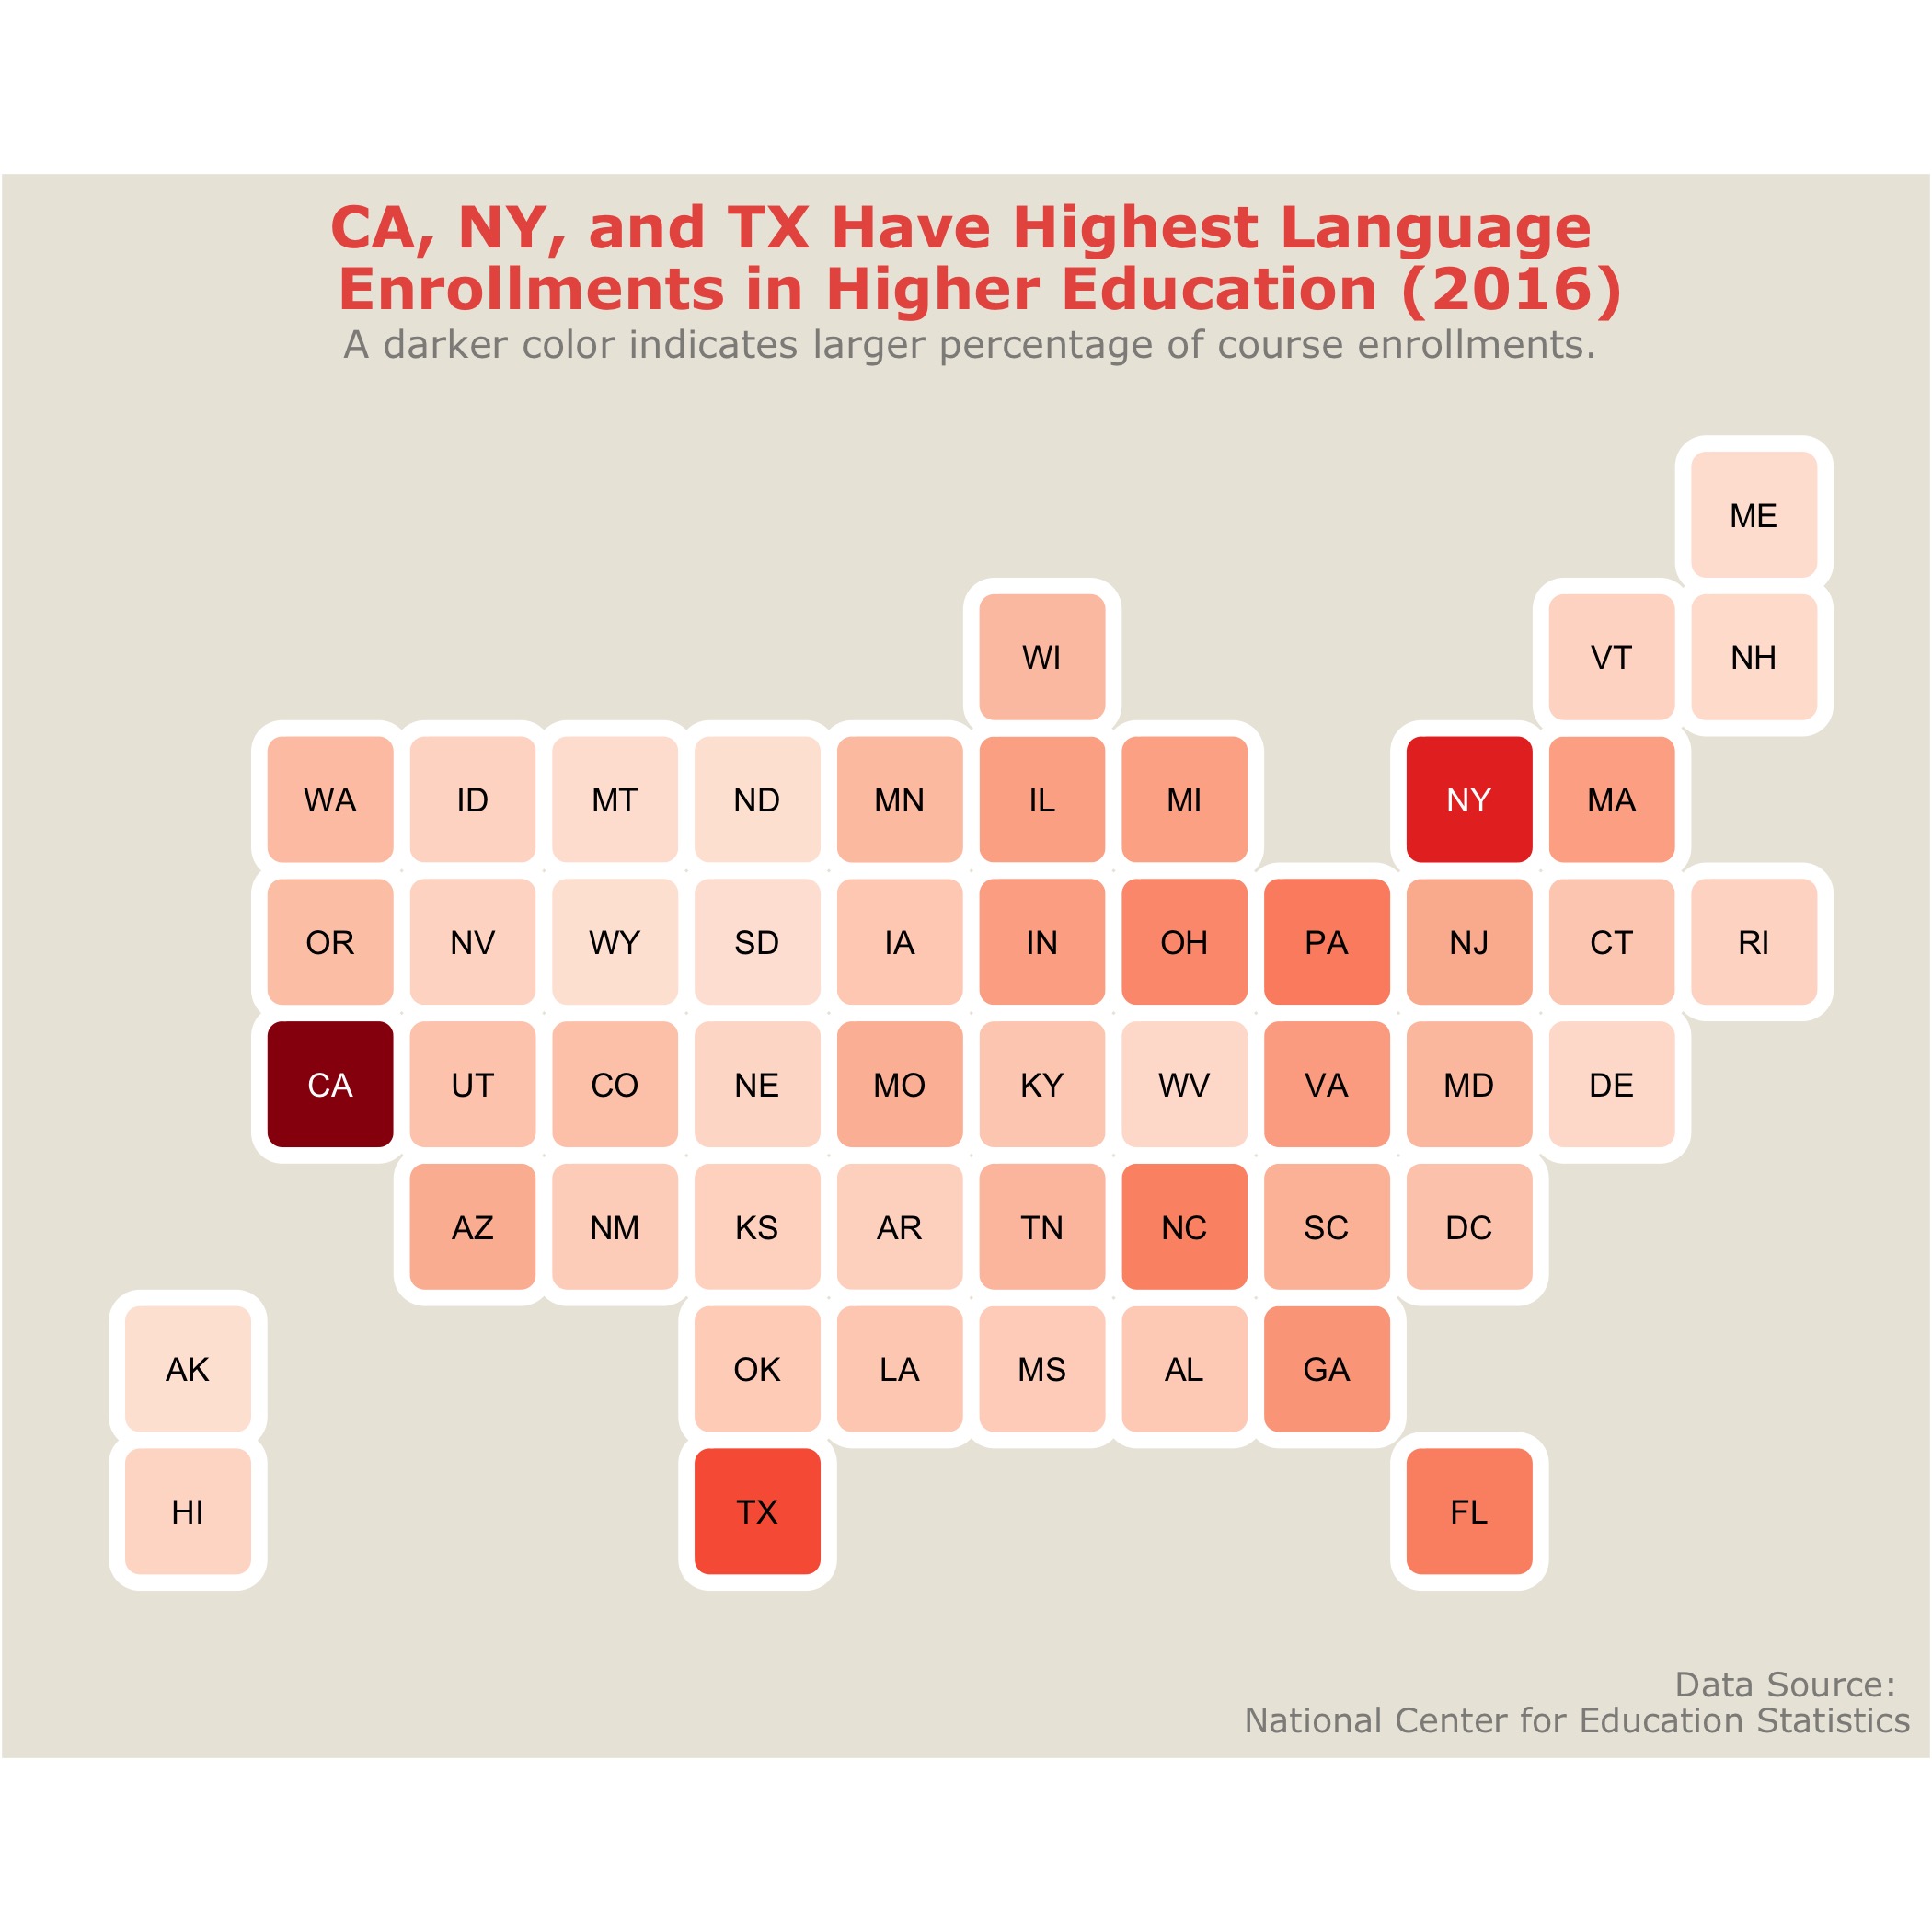 CA, NY, and TX Have Highest Language
Enrollments in Higher Education (2016)
A darker color indicates larger percentage of course enrollments.
ME
WI VT NH
WA ID MT ND MN IL MI NY MA
OR NV WY SD IA IN OH PA NJ CT RI
CA UT CO NE MO KY WV VA MD DE
AZ NM KS AR TN NC SC DC
AK OK LA MS AL GA
HI TX FL
Data Source:
National Center for Education Statistics